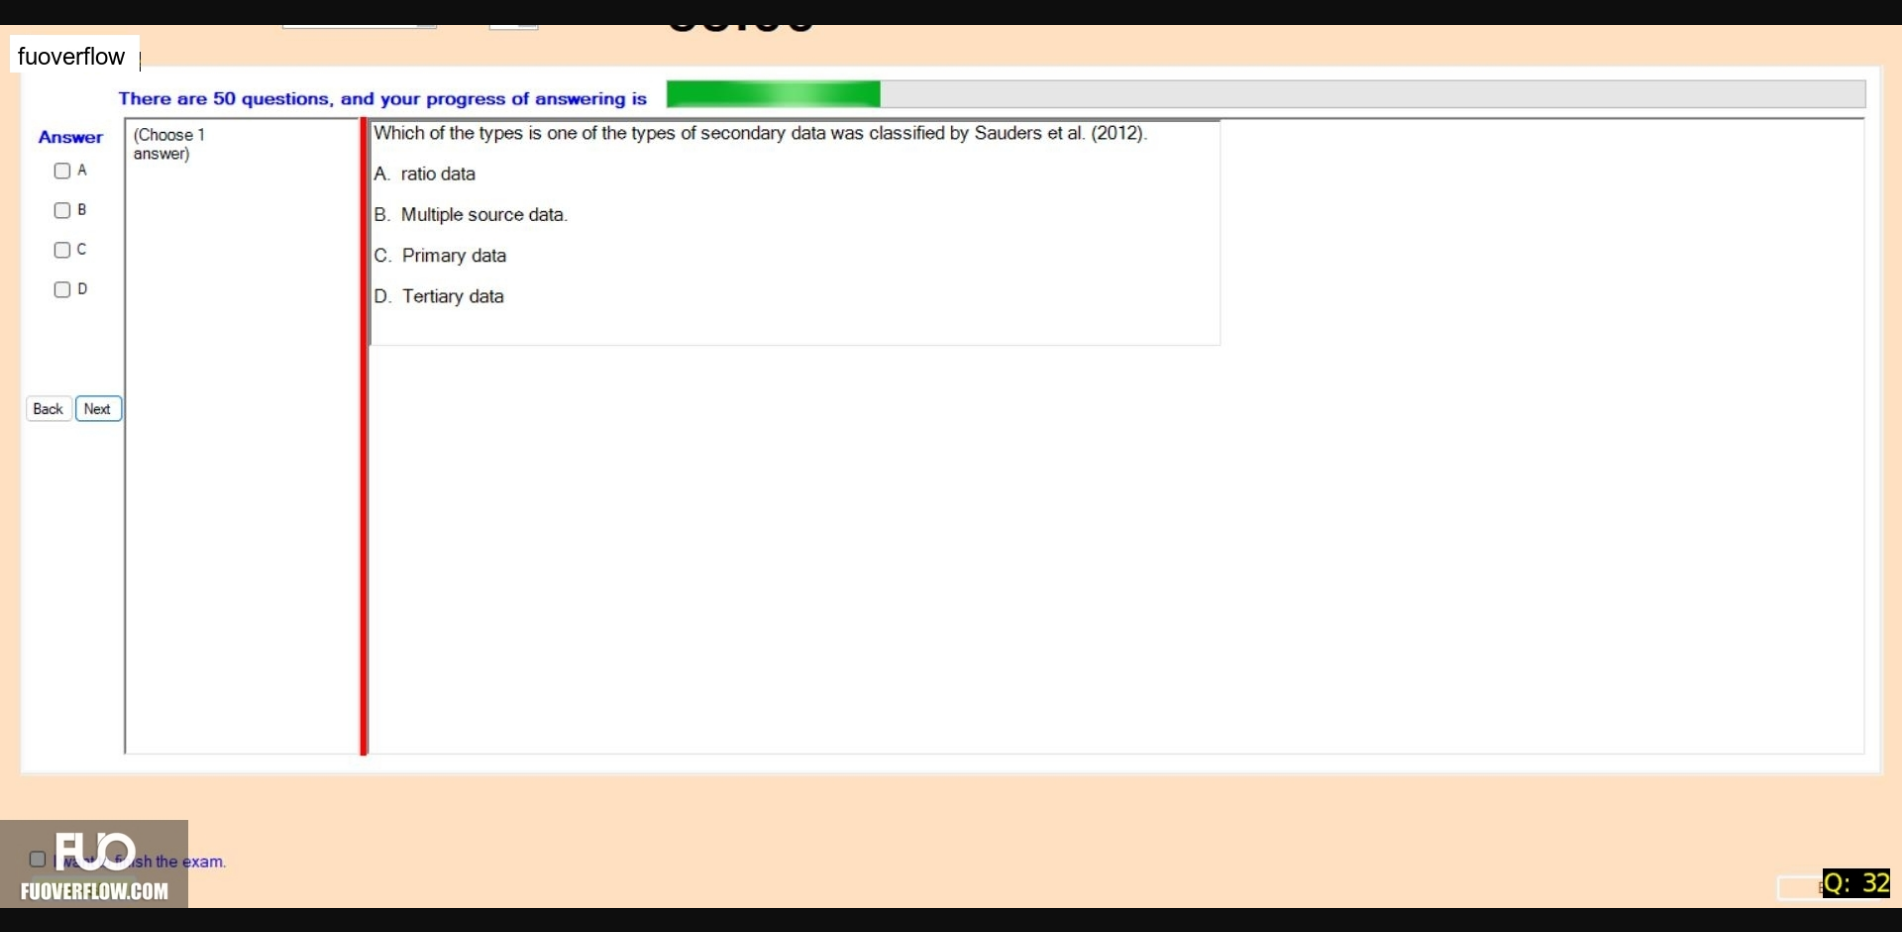 fuoverflow
There are 50 questions, and your progress of answering is
Answer
(Choose 1
answer)
A
B
C
D
Back Next
Which of the types is one of the types of secondary data was classified by Sauders et al. (2012).
A. ratio data
B. Multiple source data.
C. Primary data
D. Tertiary data
FUO
finish the exam.
FUOVERFLOW.COM
Q: 32